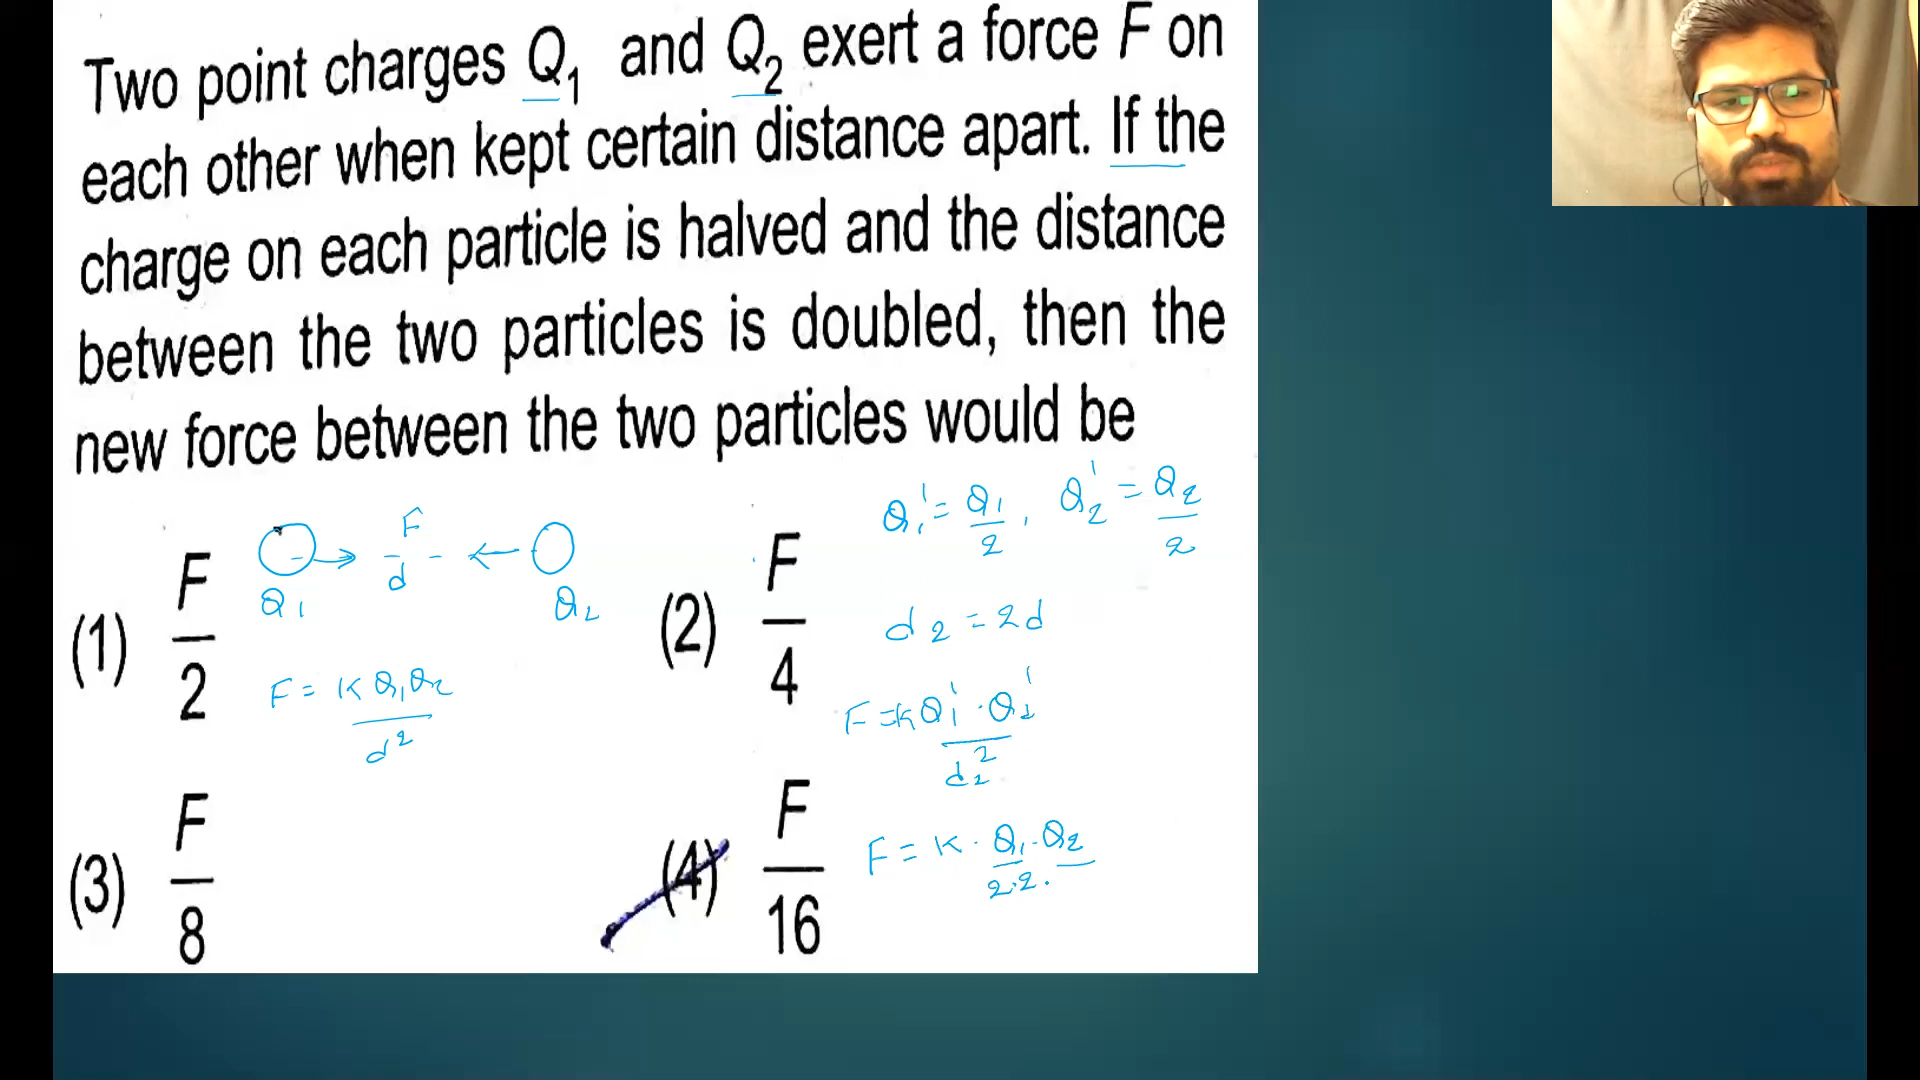 Two point charges Q₁ and Q₂ exert a force F on
each other when kept certain distance apart. If the
charge on each particle is halved and the distance
between the two particles is doubled, then the
new force between the two particles would be
Q₁' = Q₁/2 , Q₂' = Q₂/2
F
d
Q₁ Q₂
(1) F/2
(2) F/4
d₂ = 2d
F = KQ₁Q₂/d²
F = KQ₁'·Q₂'/d₂²
(3) F/8
(4) F/16
F = K · Q₁·Q₂/2·2·